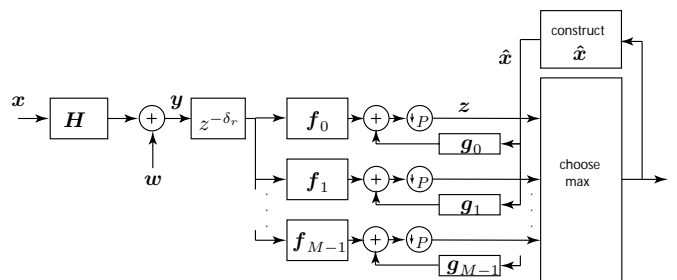 construct
x̂
x̂
x
H
y
z^{-δ_r}
w
f_0
+
↓P
z
g_0
f_1
+
↓P
g_1
f_{M-1}
+
↓P
g_{M-1}
+
choose
max